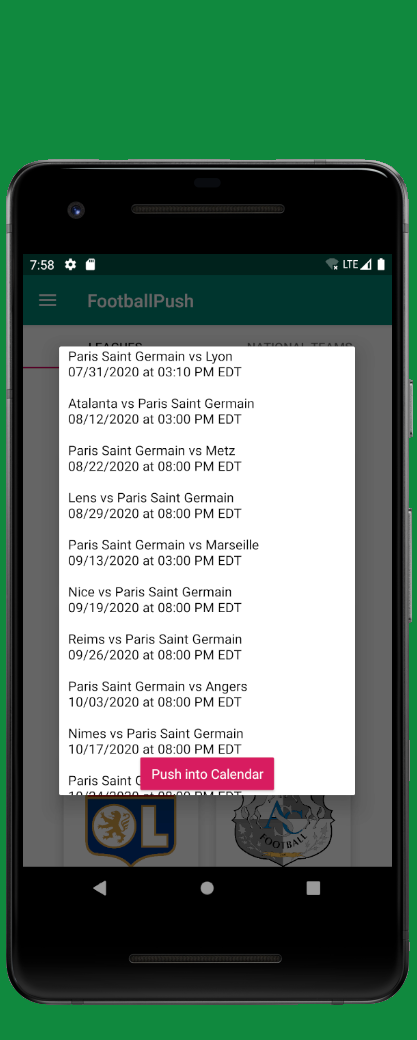 7:58 LTE
FootballPush
LEAGUES NATIONAL TEAMS
Paris Saint Germain vs Lyon
07/31/2020 at 03:10 PM EDT
Atalanta vs Paris Saint Germain
08/12/2020 at 03:00 PM EDT
Paris Saint Germain vs Metz
08/22/2020 at 08:00 PM EDT
Lens vs Paris Saint Germain
08/29/2020 at 08:00 PM EDT
Paris Saint Germain vs Marseille
09/13/2020 at 03:00 PM EDT
Nice vs Paris Saint Germain
09/19/2020 at 08:00 PM EDT
Reims vs Paris Saint Germain
09/26/2020 at 08:00 PM EDT
Paris Saint Germain vs Angers
10/03/2020 at 08:00 PM EDT
Nimes vs Paris Saint Germain
10/17/2020 at 08:00 PM EDT
Paris Saint
10/24/2020 at 08:00 PM EDT
Push into Calendar
OL
AC
FOOTBALL